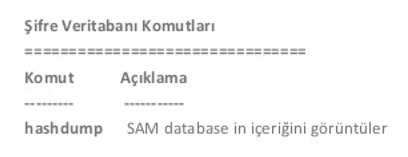 Şifre Veritabanı Komutları
================================
Komut Açıklama
--------- -----------
hashdump SAM database in içeriğini görüntüler